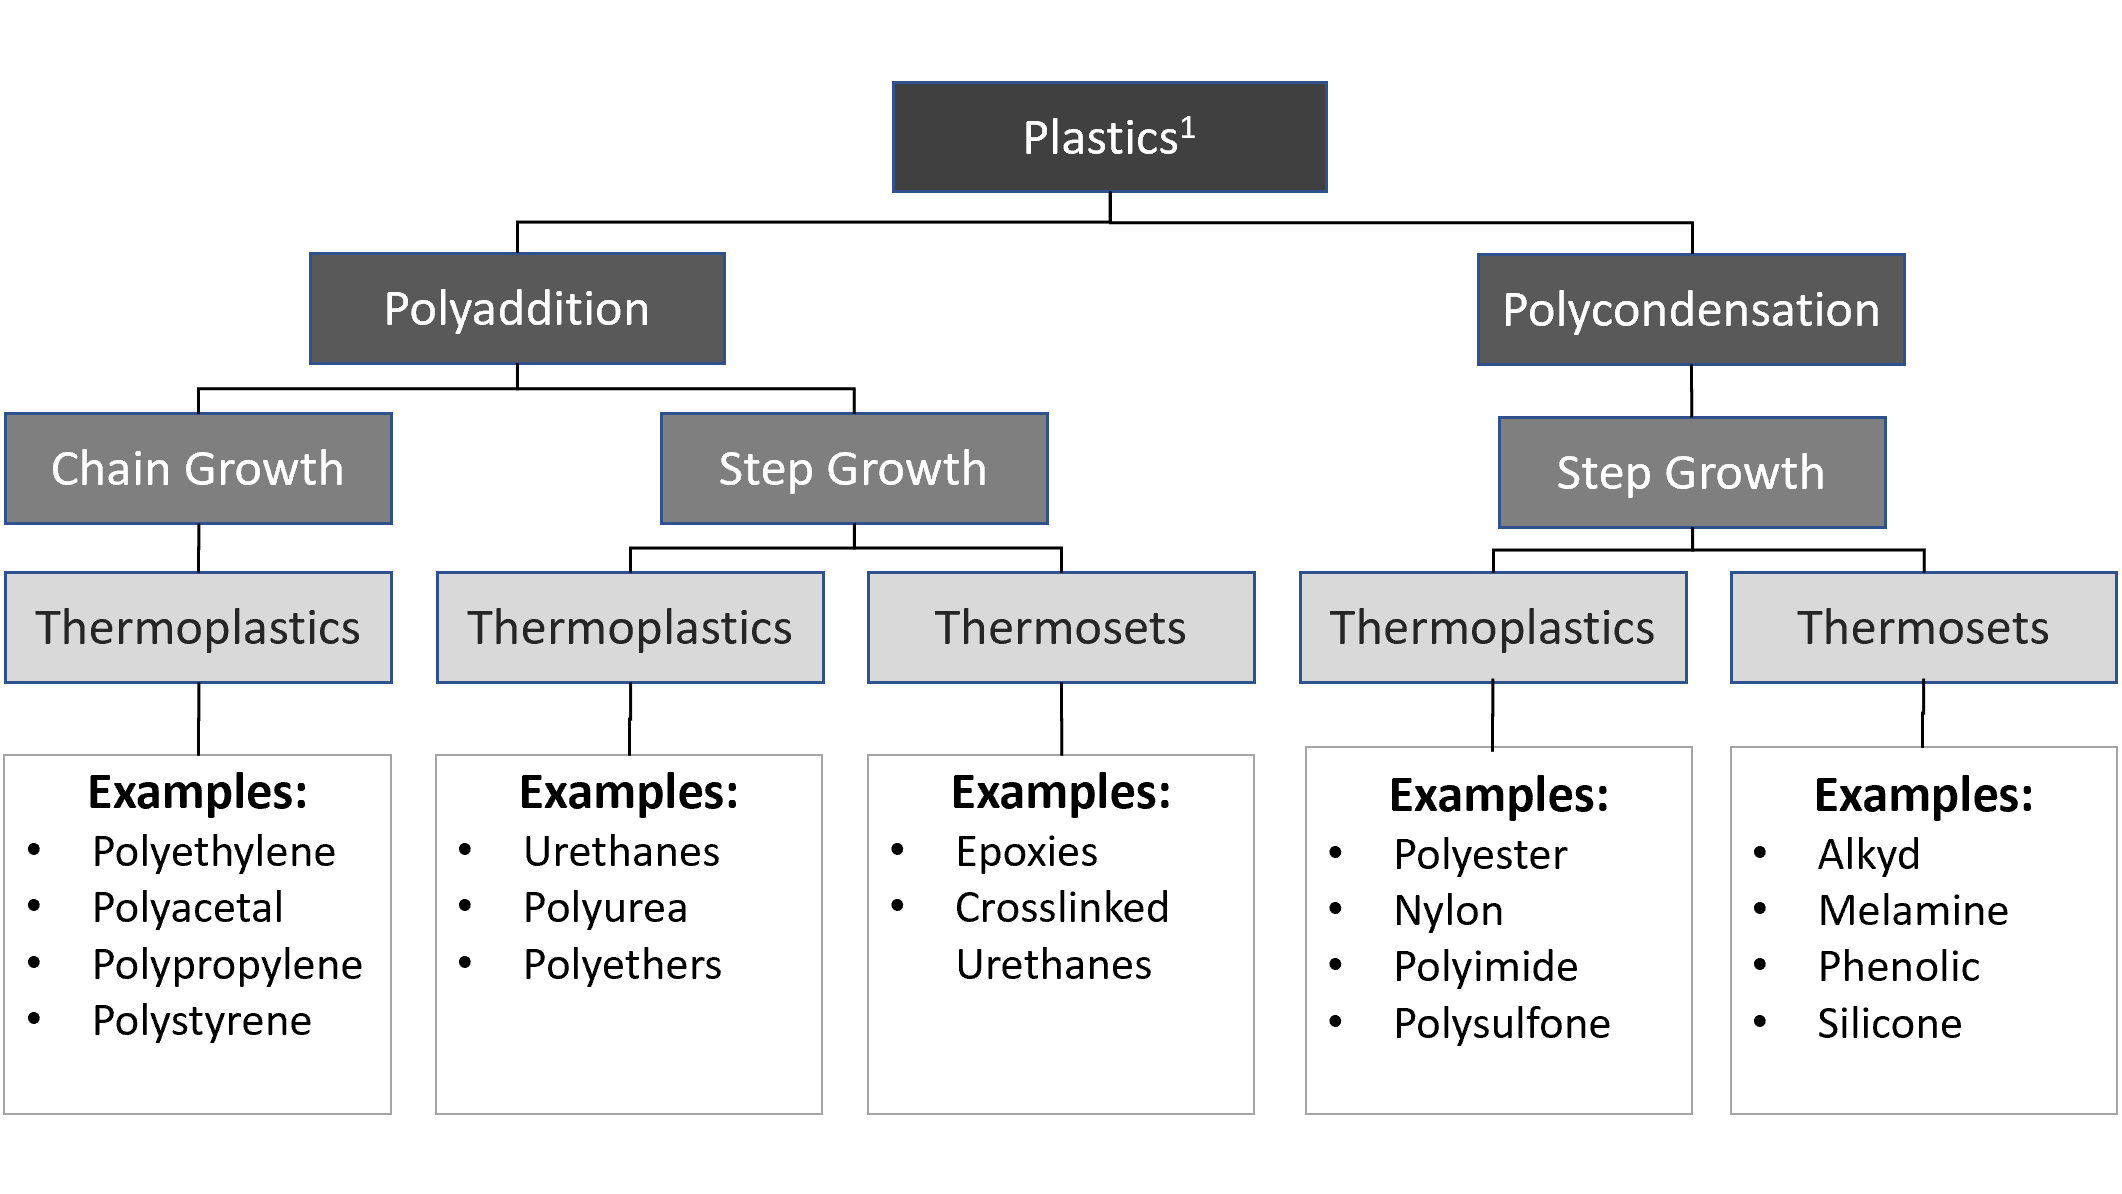 Plastics¹
Polyaddition
Polycondensation
Chain Growth
Step Growth
Step Growth
Thermoplastics
Thermoplastics
Thermosets
Thermoplastics
Thermosets
Examples:
• Polyethylene
• Polyacetal
• Polypropylene
• Polystyrene
Examples:
• Urethanes
• Polyurea
• Polyethers
Examples:
• Epoxies
• Crosslinked
Urethanes
Examples:
• Polyester
• Nylon
• Polyimide
• Polysulfone
Examples:
• Alkyd
• Melamine
• Phenolic
• Silicone